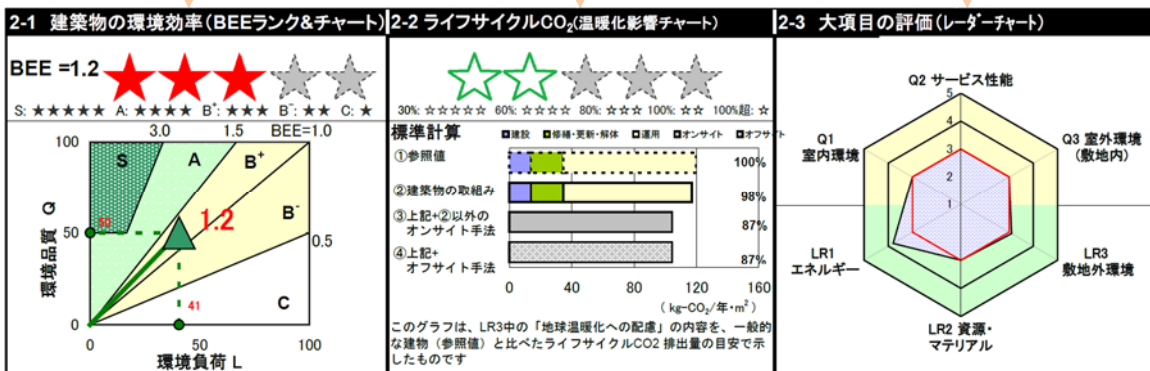 2-1 建築物の環境効率(BEEランク&チャート)
BEE =1.2
S: ★★★★★ A: ★★★★ B⁺: ★★★ B⁻: ★★ C: ★
3.0 1.5 BEE=1.0
100
S A B⁺
B⁻
C
1.2
50
50
0.5
41
0
0 50 100
環境品質 Q
環境負荷 L
2-2 ライフサイクルCO₂(温暖化影響チャート)
30%: ☆☆☆☆☆ 60%: ☆☆☆☆ 80%: ☆☆☆ 100%: ☆☆ 100%超: ☆
標準計算
建設 修繕・更新・解体 運用 オンサイト オフサイト
①参照値 100%
②建築物の取組み 98%
③上記+②以外の
オンサイト手法 87%
④上記+
オフサイト手法 87%
0 40 80 120 160
( kg-CO₂/年・m² )
このグラフは、LR3中の「地球温暖化への配慮」の内容を、一般的
な建物(参照値)と比べたライフサイクルCO2 排出量の目安で示
したものです
2-3 大項目の評価(レーダーチャート)
Q2 サービス性能
5
4
3
2
1
Q1
室内環境
Q3 室外環境
(敷地内)
LR1
エネルギー
LR3
敷地外環境
LR2 資源・
マテリアル